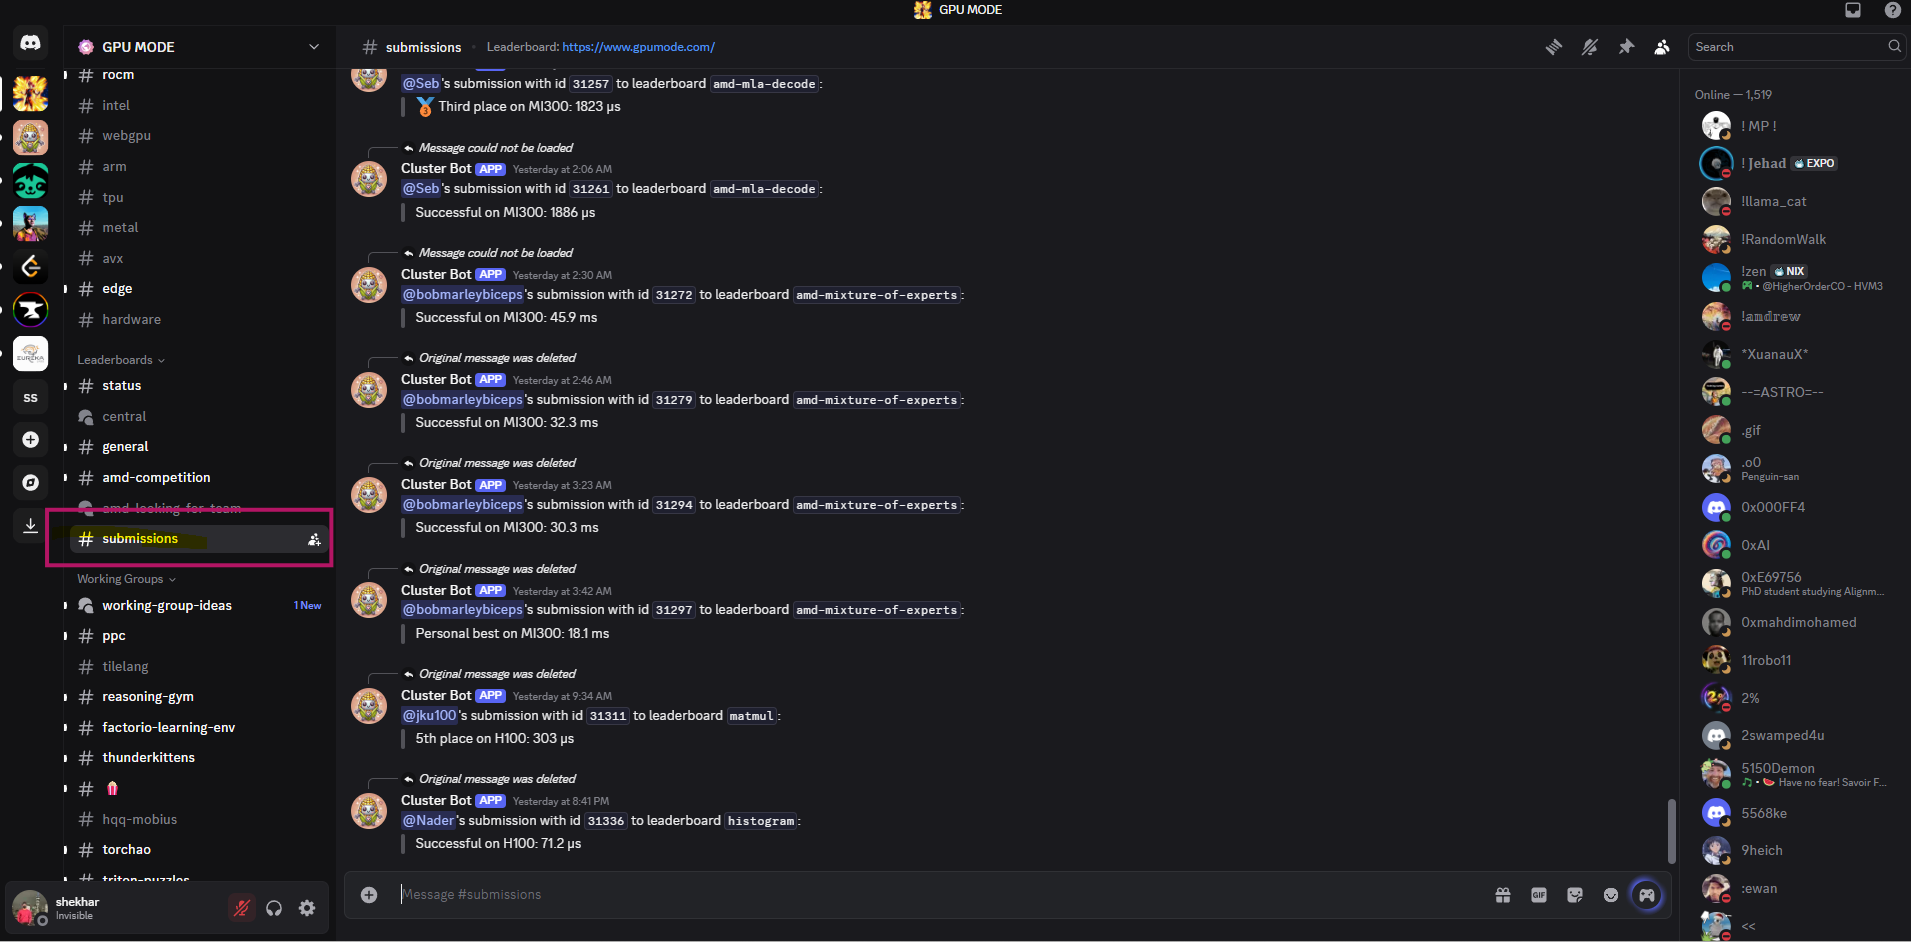 GPU MODE
GPU MODE
rocm
intel
webgpu
arm
tpu
metal
avx
edge
hardware
Leaderboards
status
central
general
amd-competition
amd-looking-for-team
submissions
Working Groups
working-group-ideas
1 New
ppc
tilelang
reasoning-gym
factorio-learning-env
thunderkittens
hqq-mobius
torchao
triton-puzzles
EUREKA
ss
shekhar
Invisible
submissions
Leaderboard: https://www.gpumode.com/
Search
@Seb's submission with id 31257 to leaderboard amd-mla-decode:
3 Third place on MI300: 1823 µs
Message could not be loaded
Cluster Bot APP Yesterday at 2:06 AM
@Seb's submission with id 31261 to leaderboard amd-mla-decode:
Successful on MI300: 1886 µs
Message could not be loaded
Cluster Bot APP Yesterday at 2:30 AM
@bobmarleybiceps's submission with id 31272 to leaderboard amd-mixture-of-experts:
Successful on MI300: 45.9 ms
Original message was deleted
Cluster Bot APP Yesterday at 2:46 AM
@bobmarleybiceps's submission with id 31279 to leaderboard amd-mixture-of-experts:
Successful on MI300: 32.3 ms
Original message was deleted
Cluster Bot APP Yesterday at 3:23 AM
@bobmarleybiceps's submission with id 31294 to leaderboard amd-mixture-of-experts:
Successful on MI300: 30.3 ms
Original message was deleted
Cluster Bot APP Yesterday at 3:42 AM
@bobmarleybiceps's submission with id 31297 to leaderboard amd-mixture-of-experts:
Personal best on MI300: 18.1 ms
Original message was deleted
Cluster Bot APP Yesterday at 9:34 AM
@jku100's submission with id 31311 to leaderboard matmul:
5th place on H100: 303 µs
Original message was deleted
Cluster Bot APP Yesterday at 8:41 PM
@Nader's submission with id 31336 to leaderboard histogram:
Successful on H100: 71.2 µs
Message #submissions
GIF
Online — 1,519
! MP !
! Jehad EXPO
!llama_cat
!RandomWalk
!zen NIX
• @HigherOrderCO - HVM3
!𝕒𝕟𝕕𝕣𝕖𝕨
*XuanauX*
--=ASTRO=--
.gif
.o0
Penguin-san
0x000FF4
0xAI
0xE69756
PhD student studying Alignm...
0xmahdimohamed
11robo11
2%
2swamped4u
5150Demon
• 🍉 Have no fear! Savoir F...
5568ke
9heich
:ewan
<<